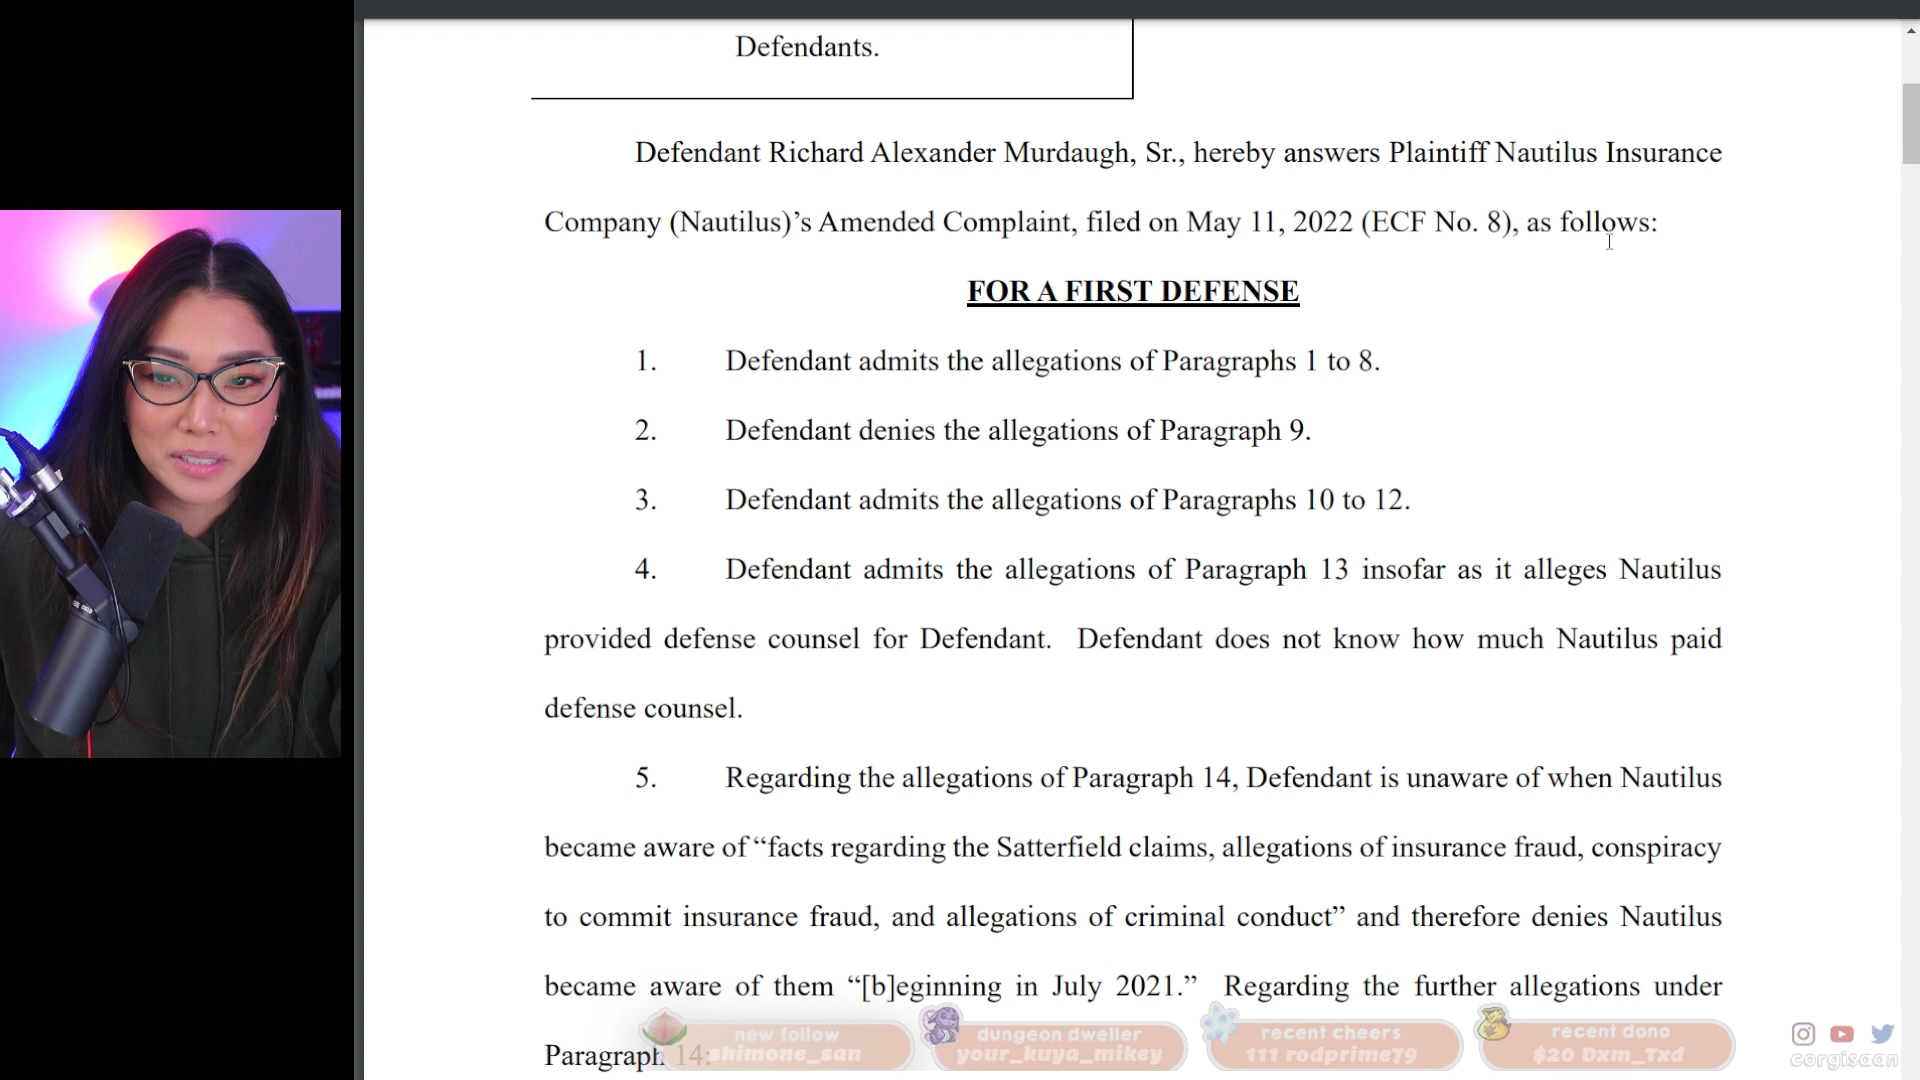 Defendants.
Defendant Richard Alexander Murdaugh, Sr., hereby answers Plaintiff Nautilus Insurance
Company (Nautilus)’s Amended Complaint, filed on May 11, 2022 (ECF No. 8), as follows:
FOR A FIRST DEFENSE
1. Defendant admits the allegations of Paragraphs 1 to 8.
2. Defendant denies the allegations of Paragraph 9.
3. Defendant admits the allegations of Paragraphs 10 to 12.
4. Defendant admits the allegations of Paragraph 13 insofar as it alleges Nautilus
provided defense counsel for Defendant. Defendant does not know how much Nautilus paid
defense counsel.
5. Regarding the allegations of Paragraph 14, Defendant is unaware of when Nautilus
became aware of “facts regarding the Satterfield claims, allegations of insurance fraud, conspiracy
to commit insurance fraud, and allegations of criminal conduct” and therefore denies Nautilus
became aware of them “[b]eginning in July 2021.” Regarding the further allegations under
Paragraph 14:
new follow
shimone_san
dungeon dweller
your_kuya_mikey
recent cheers
111 rodprime79
recent dono
$20 Dxm_Txd
corgisaan